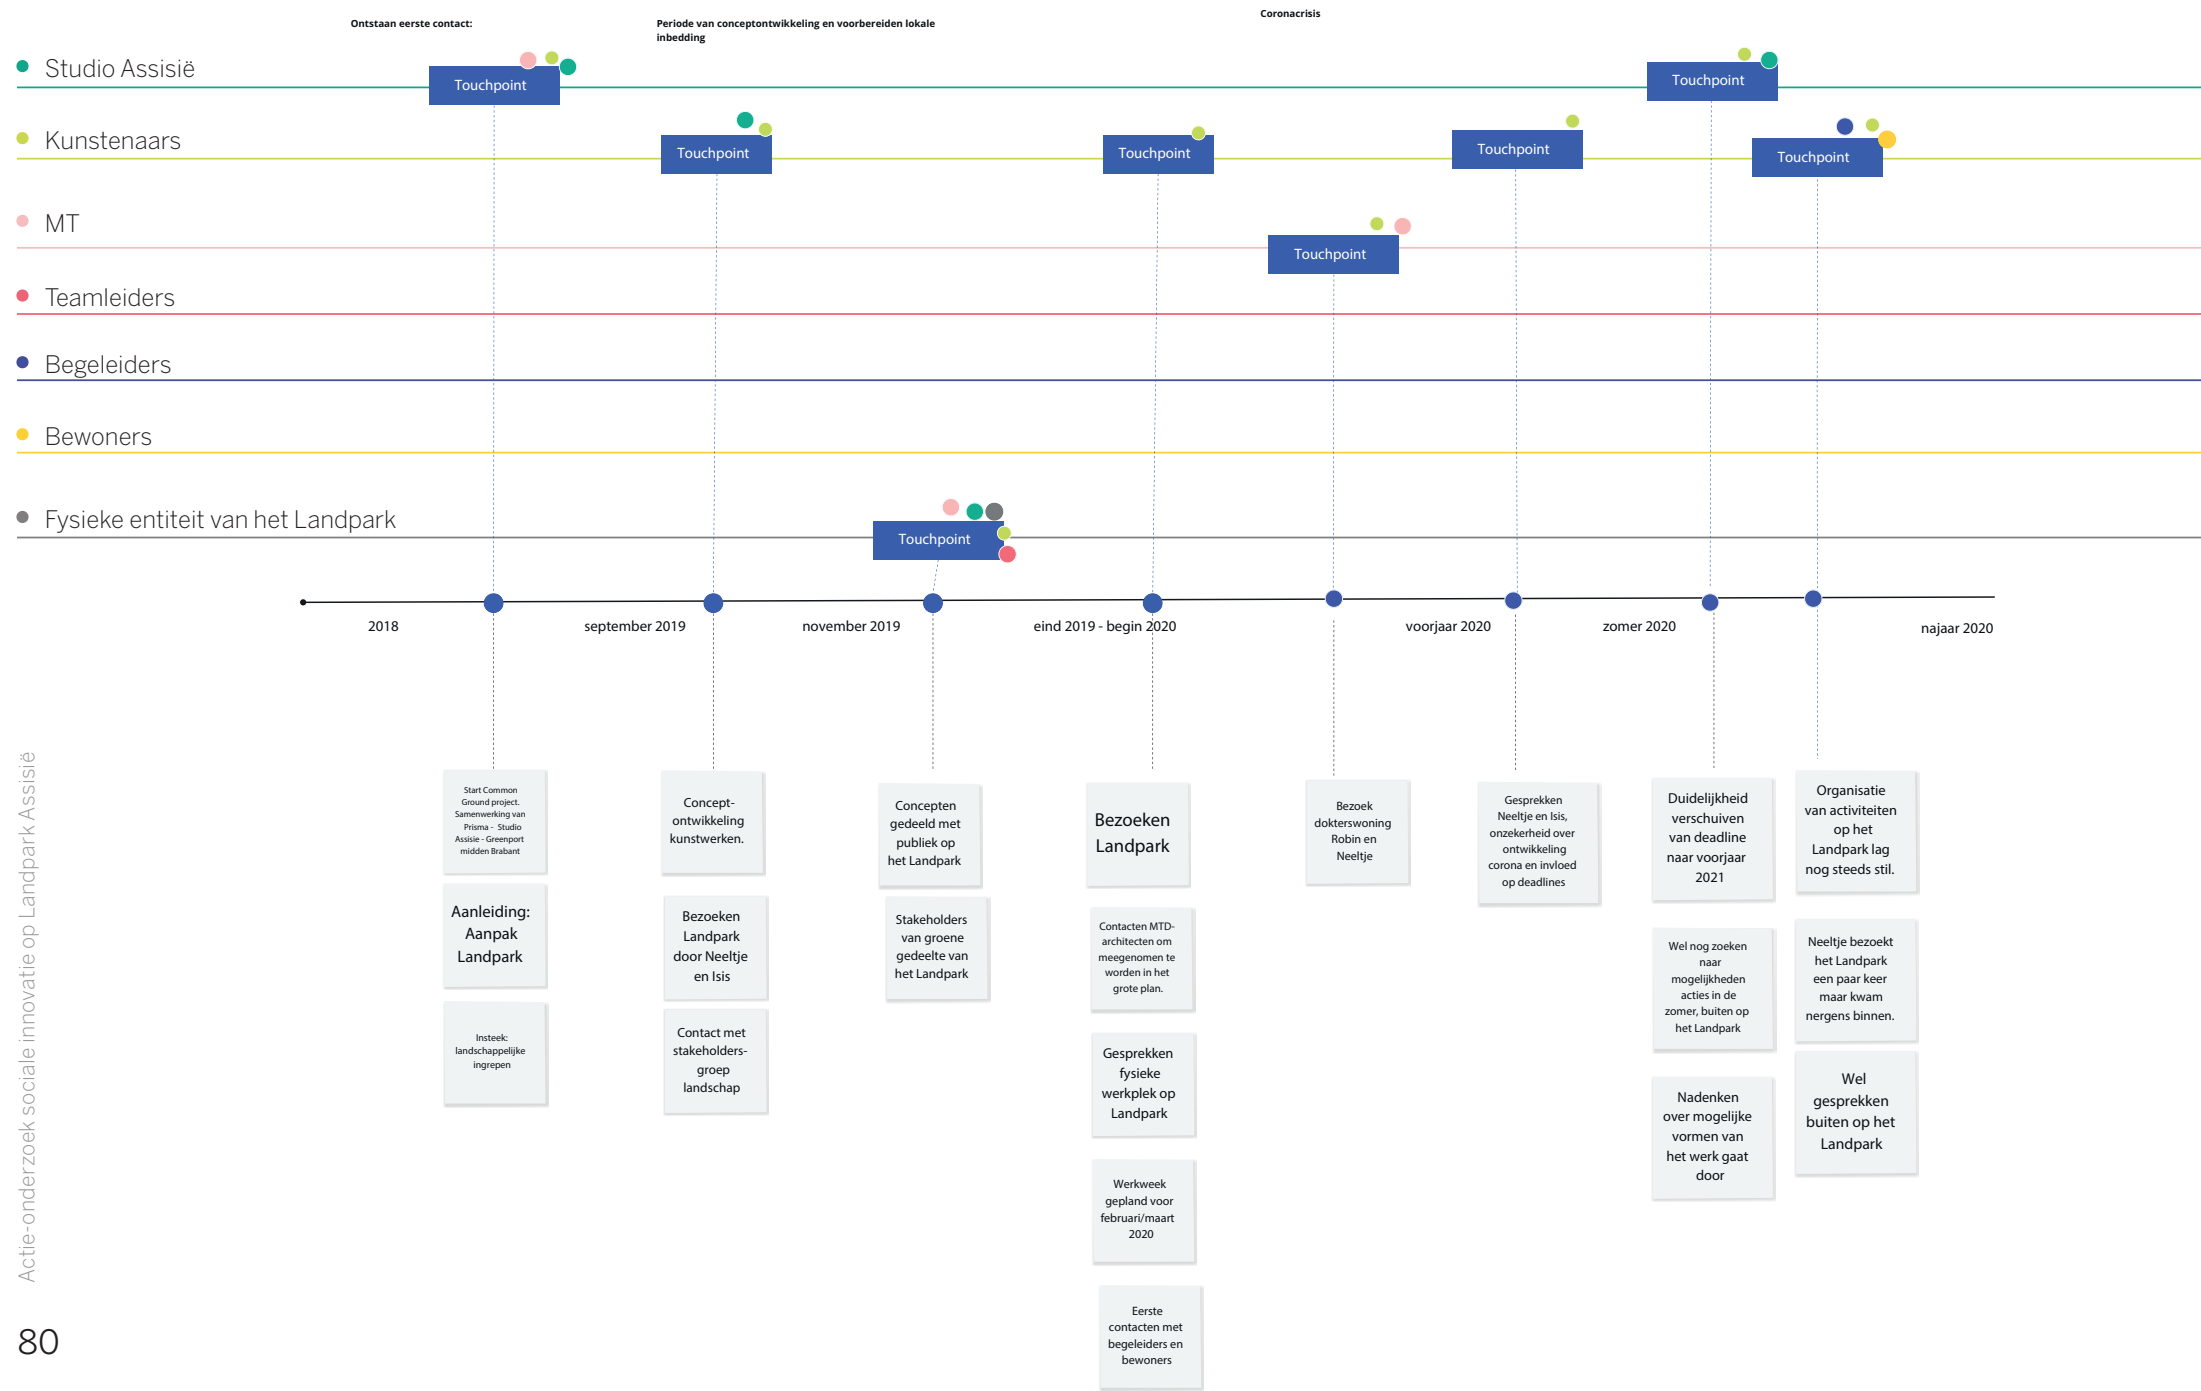 Ontstaan eerste contact:
Periode van conceptontwikkeling en voorbereiden lokale
inbedding
Coronacrisis
Studio Assisië
Touchpoint
Touchpoint
Kunstenaars
Touchpoint
Touchpoint
Touchpoint
Touchpoint
MT
Touchpoint
Teamleiders
Begeleiders
Bewoners
Fysieke entiteit van het Landpark
Touchpoint
2018
september 2019
november 2019
eind 2019 - begin 2020
voorjaar 2020
zomer 2020
najaar 2020
Start Common
Ground project.
Samenwerking van
Prisma - Studio
Assisie - Greenport
midden Brabant
Aanleiding:
Aanpak
Landpark
Insteek:
landschappelijke
ingrepen
Concept-
ontwikkeling
kunstwerken.
Bezoeken
Landpark
door Neeltje
en Isis
Contact met
stakeholders-
groep
landschap
Concepten
gedeeld met
publiek op
het Landpark
Stakeholders
van groene
gedeelte van
het Landpark
Bezoeken
Landpark
Contacten MTD-
architecten om
meegenomen te
worden in het
grote plan.
Gesprekken
fysieke
werkplek op
Landpark
Werkweek
gepland voor
februari/maart
2020
Eerste
contacten met
begeleiders en
bewoners
Bezoek
dokterswoning
Robin en
Neeltje
Gesprekken
Neeltje en Isis,
onzekerheid over
ontwikkeling
corona en invloed
op deadlines
Duidelijkheid
verschuiven
van deadline
naar voorjaar
2021
Wel nog zoeken
naar
mogelijkheden
acties in de
zomer, buiten op
het Landpark
Nadenken
over mogelijke
vormen van
het werk gaat
door
Organisatie
van activiteiten
op het
Landpark lag
nog steeds stil.
Neeltje bezoekt
het Landpark
een paar keer
maar kwam
nergens binnen.
Wel
gesprekken
buiten op het
Landpark
Actie-onderzoek sociale innovatie op Landpark Assisië
80